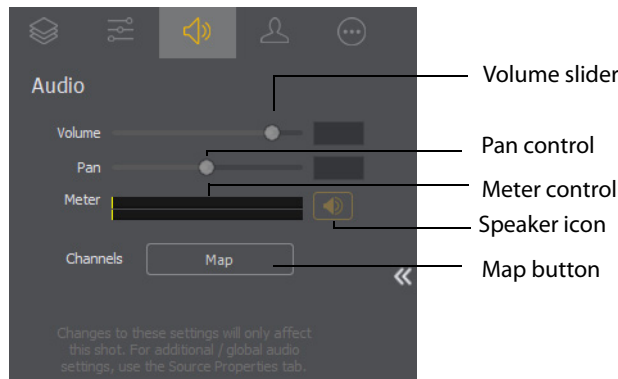 Audio
Volume
Volume slider
Pan
Pan control
Meter
Meter control
Speaker icon
Channels
Map
Map button
Changes to these settings will only affect
this shot. For additional / global audio
settings, use the Source Properties tab.